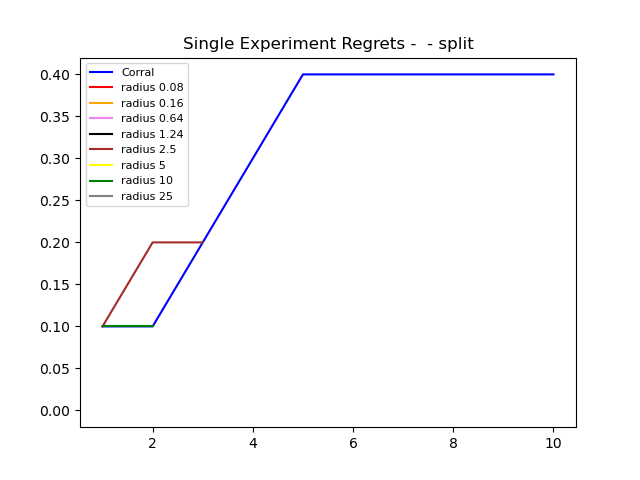 Single Experiment Regrets -  - split
0.40
0.35
0.30
0.25
0.20
0.15
0.10
0.05
0.00
Corral
radius 0.08
radius 0.16
radius 0.64
radius 1.24
radius 2.5
radius 5
radius 10
radius 25
2 4 6 8 10